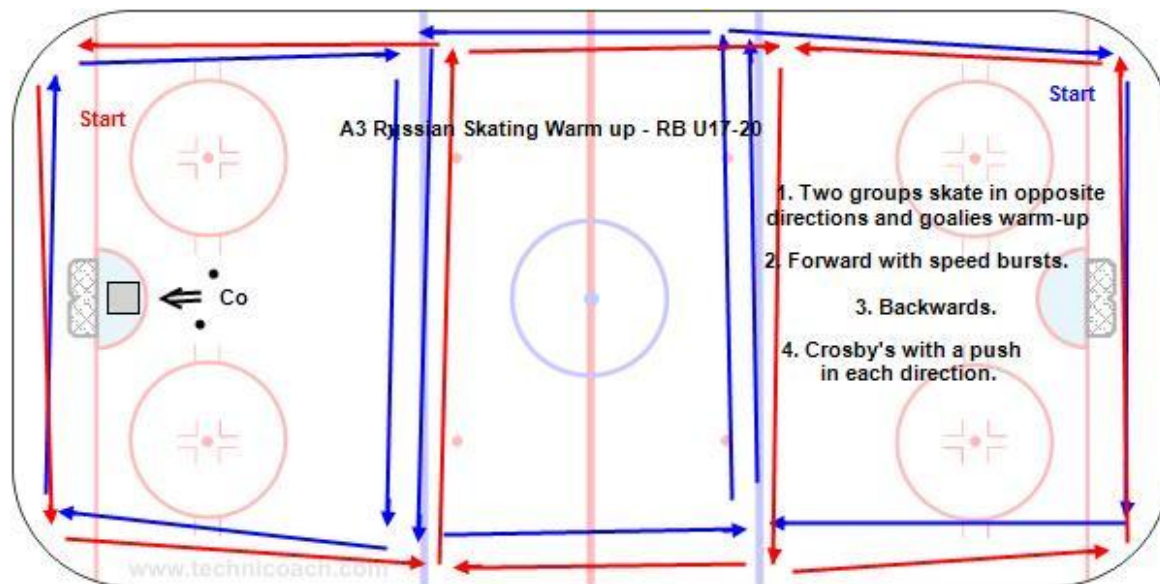 Start
Start
A3 Russian Skating Warm up - RB U17-20
1. Two groups skate in opposite
directions and goalies warm-up
2. Forward with speed bursts.
Co
3. Backwards.
4. Crosby's with a push
in each direction.
www.technicoach.com